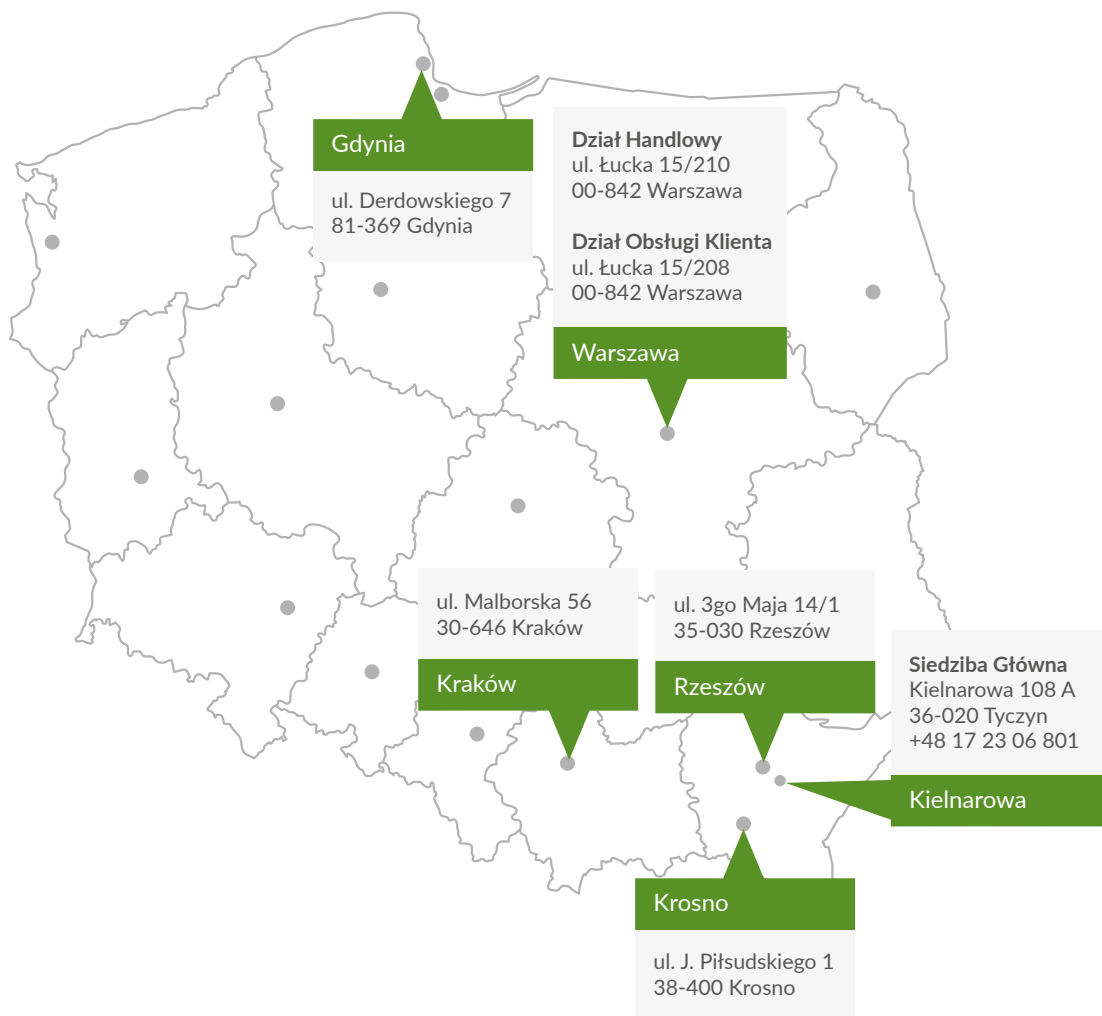 Gdynia
ul. Derdowskiego 7
81-369 Gdynia
Dział Handlowy
ul. Łucka 15/210
00-842 Warszawa
Dział Obsługi Klienta
ul. Łucka 15/208
00-842 Warszawa
Warszawa
ul. Malborska 56
30-646 Kraków
Kraków
ul. 3go Maja 14/1
35-030 Rzeszów
Rzeszów
Siedziba Główna
Kielnarowa 108 A
36-020 Tyczyn
+48 17 23 06 801
Kielnarowa
Krosno
ul. J. Piłsudskiego 1
38-400 Krosno